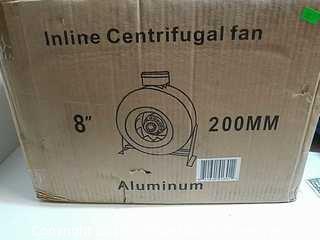 Inline Centrifugal fan
8" 200MM
Aluminum